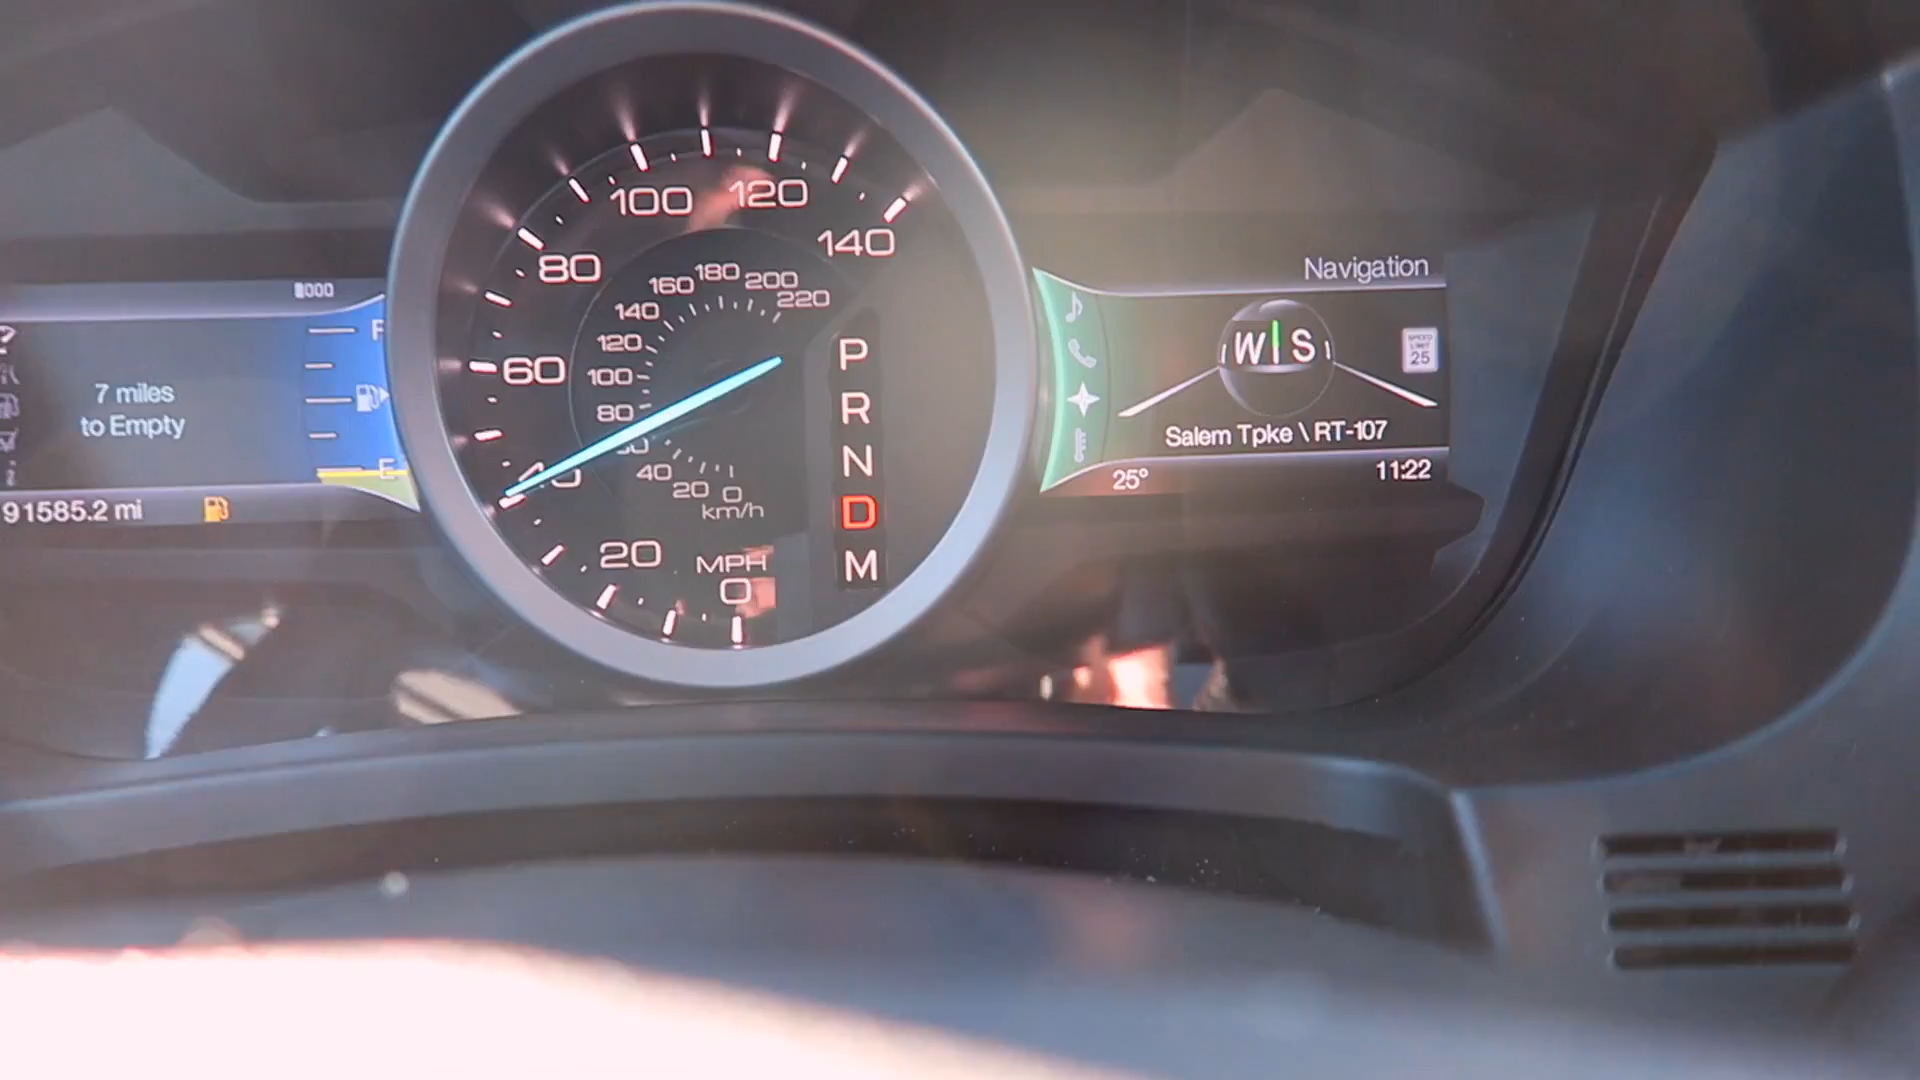 000
F
7 miles
to Empty
E
91585.2 mi
0
20
60
80
100
120
140
MPH
0
20
40
80
100
120
140
160
180
200
220
km/h
P
R
N
D
M
Navigation
W S
SPEED
LIMIT
25
Salem Tpke \ RT-107
25°
11:22